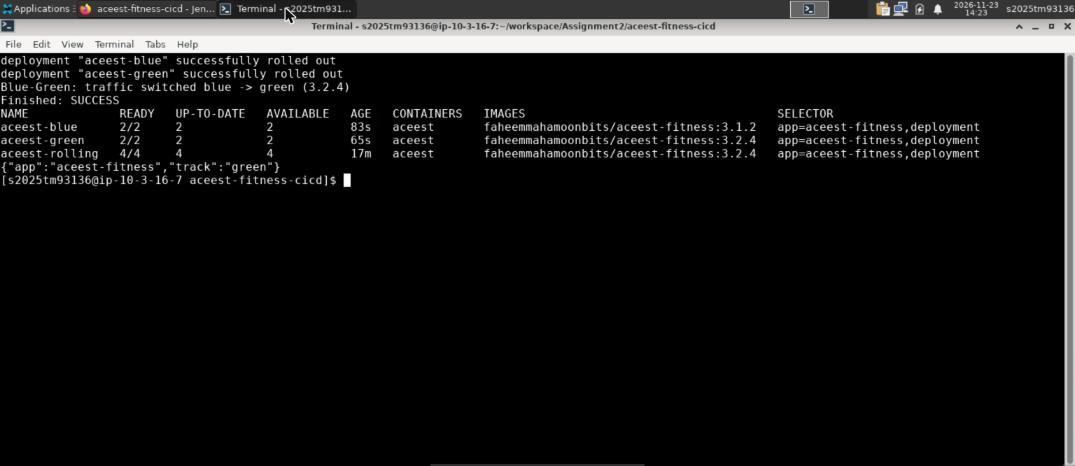 Applications aceest-fitness-cicd - Jen... Terminal - s2025tm931... 2026-11-23 s2025tm93136
14:23
Terminal - s2025tm93136@ip-10-3-16-7:~/workspace/Assignment2/aceest-fitness-cicd
File Edit View Terminal Tabs Help
deployment "aceest-blue" successfully rolled out
deployment "aceest-green" successfully rolled out
Blue-Green: traffic switched blue -> green (3.2.4)
Finished: SUCCESS
NAME READY UP-TO-DATE AVAILABLE AGE CONTAINERS IMAGES SELECTOR
aceest-blue 2/2 2 2 83s aceest faheemmahamoonbits/aceest-fitness:3.1.2 app=aceest-fitness,deployment
aceest-green 2/2 2 2 65s aceest faheemmahamoonbits/aceest-fitness:3.2.4 app=aceest-fitness,deployment
aceest-rolling 4/4 4 4 17m aceest faheemmahamoonbits/aceest-fitness:3.2.4 app=aceest-fitness,deployment
{"app":"aceest-fitness","track":"green"}
[s2025tm93136@ip-10-3-16-7 aceest-fitness-cicd]$